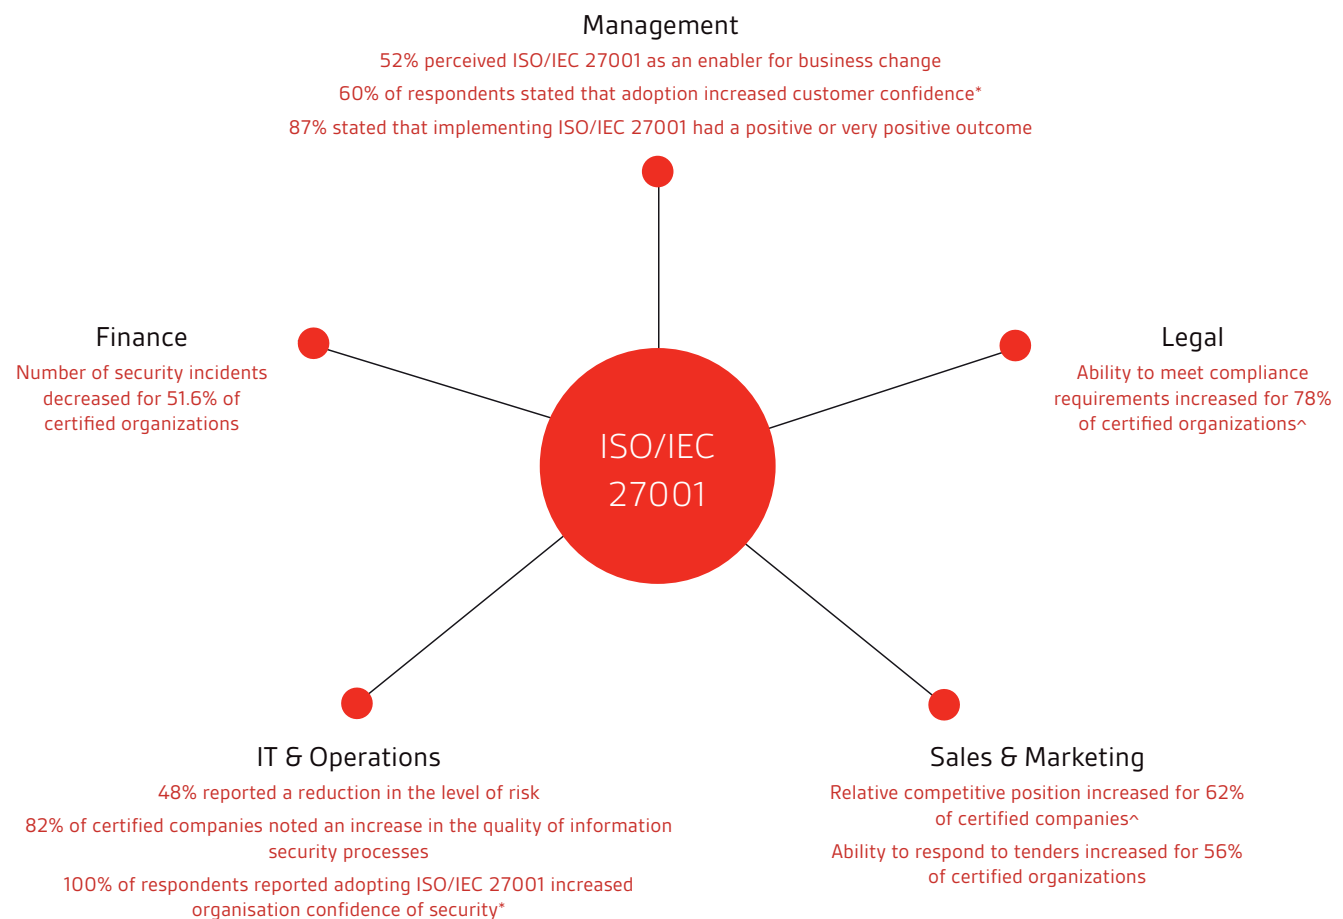 Management
52% perceived ISO/IEC 27001 as an enabler for business change
60% of respondents stated that adoption increased customer confidence*
87% stated that implementing ISO/IEC 27001 had a positive or very positive outcome
Finance
Number of security incidents
decreased for 51.6% of
certified organizations
Legal
Ability to meet compliance
requirements increased for 78%
of certified organizations^
ISO/IEC
27001
IT & Operations
48% reported a reduction in the level of risk
82% of certified companies noted an increase in the quality of information
security processes
100% of respondents reported adopting ISO/IEC 27001 increased
organisation confidence of security*
Sales & Marketing
Relative competitive position increased for 62%
of certified companies^
Ability to respond to tenders increased for 56%
of certified organizations